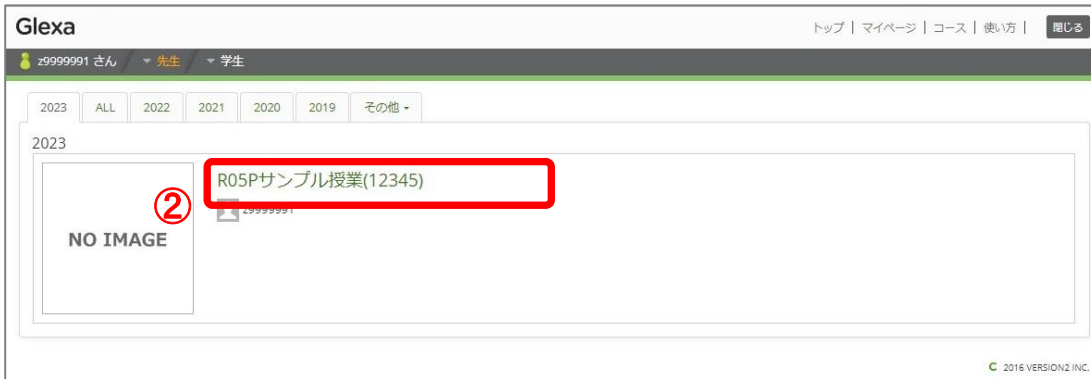 Glexa
トップ | マイページ | コース | 使い方 | 閉じる
z9999991 さん 先生 学生
2023 ALL 2022 2021 2020 2019 その他
2023
R05Pサンプル授業(12345)
②
z9999991
NO IMAGE
C 2016 VERSION2 INC.